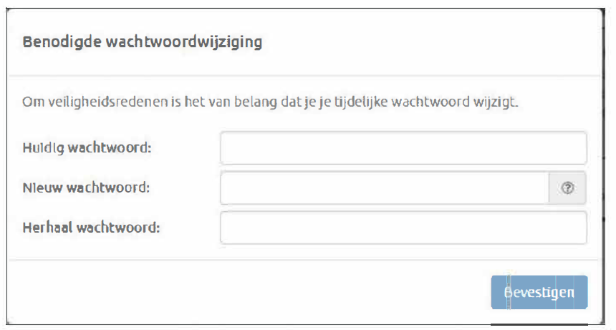 Benodigde wachtwoordwijziging
Om veiligheidsredenen is het van belang dat je je tijdelijke wachtwoord wijzigt.
Huidig wachtwoord:
Nieuw wachtwoord:
?
Herhaal wachtwoord:
Bevestigen